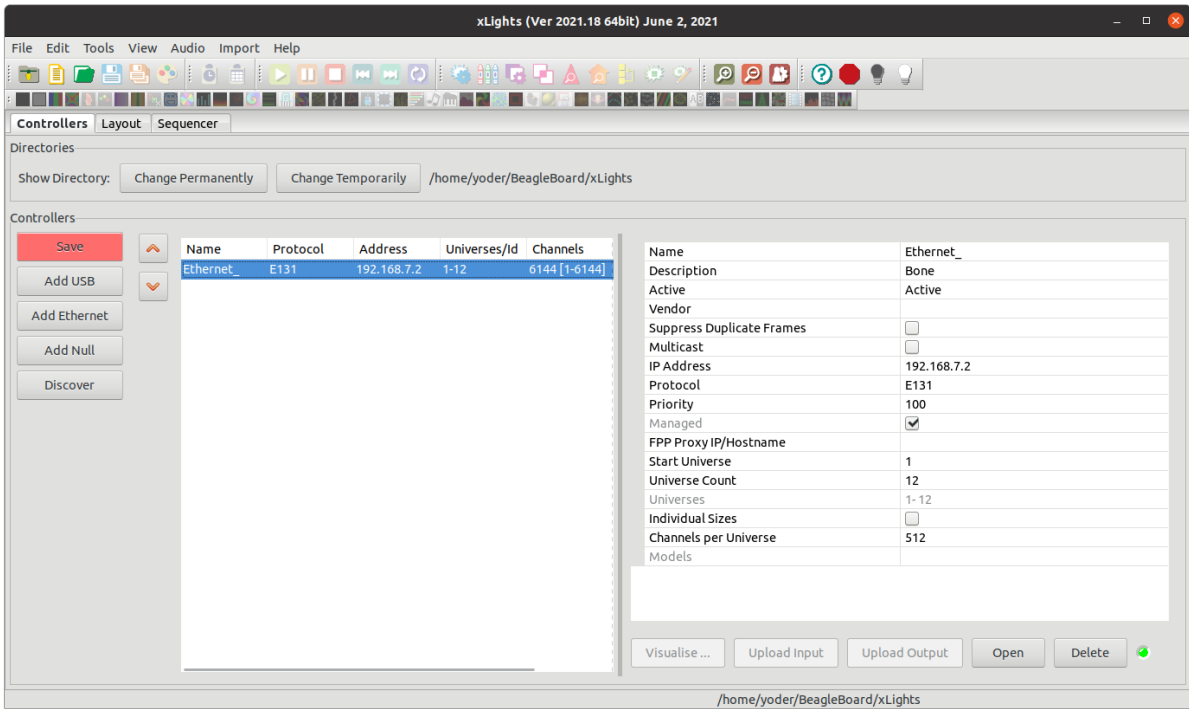 xLights (Ver 2021.18 64bit) June 2, 2021
File Edit Tools View Audio Import Help
Controllers Layout Sequencer
Directories
Show Directory: Change Permanently Change Temporarily /home/yoder/BeagleBoard/xLights
Controllers
Save
Add USB
Add Ethernet
Add Null
Discover
Name Protocol Address Universes/Id Channels
Ethernet_ E131 192.168.7.2 1-12 6144 [1-6144]
Name Ethernet_
Description Bone
Active Active
Vendor
Suppress Duplicate Frames
Multicast
IP Address 192.168.7.2
Protocol E131
Priority 100
Managed
FPP Proxy IP/Hostname
Start Universe 1
Universe Count 12
Universes 1- 12
Individual Sizes
Channels per Universe 512
Models
Visualise ... Upload Input Upload Output Open Delete
/home/yoder/BeagleBoard/xLights